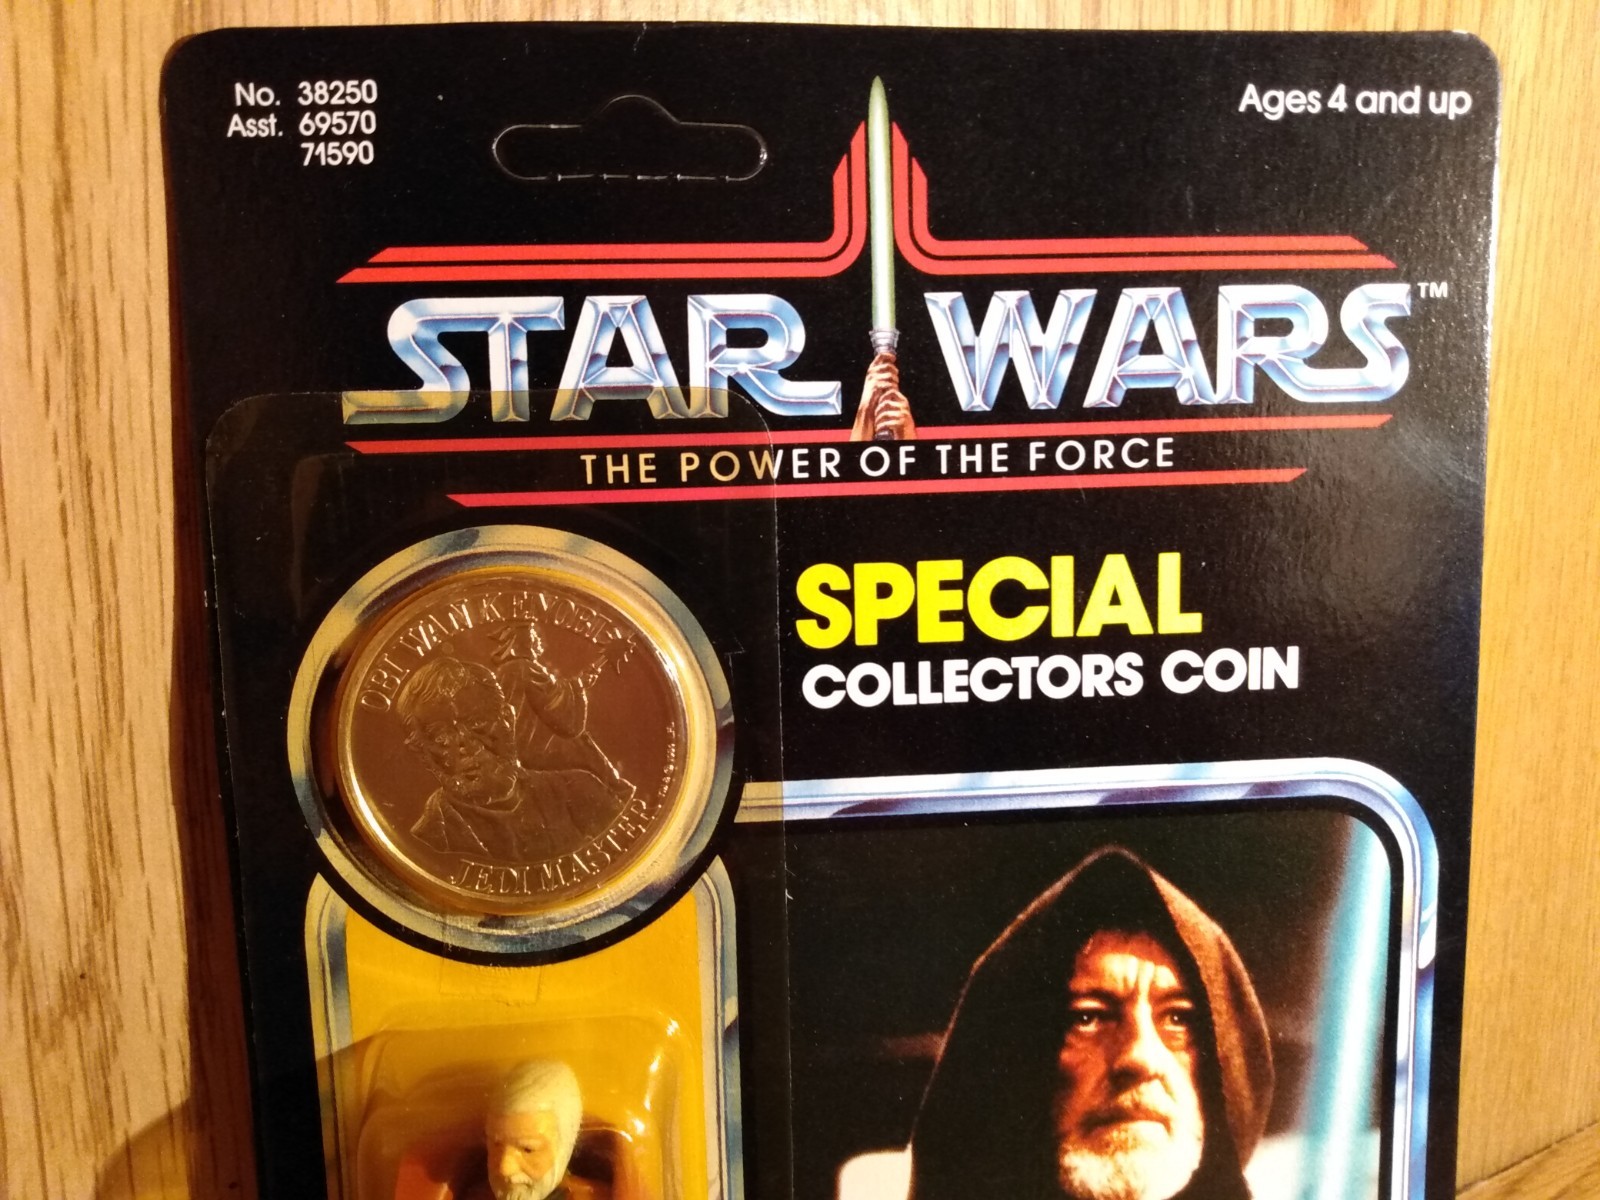 No. 38250
Asst. 69570
71590
Ages 4 and up
STAR WARS™
THE POWER OF THE FORCE
SPECIAL
COLLECTORS COIN
OBI WAN KENOBI
JEDI MASTER